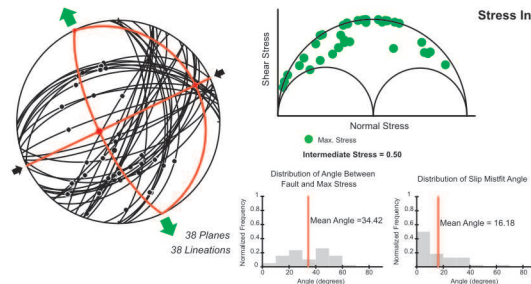 Stress In
Shear Stress
Normal Stress
Max. Stress
Intermediate Stress = 0.50
38 Planes
38 Lineations
Distribution of Angle Between
Fault and Max Stress
Normalized Frequency
1
0.8
0.6
0.4
0.2
0
Mean Angle =34.42
0 20 40 60 80
Angle (degrees)
Distribution of Slip Mistfit Angle
Normalized Frequency
1
0.8
0.6
0.4
0.2
0
Mean Angle = 16.18
0 20 40 60 80
Angle (degrees)